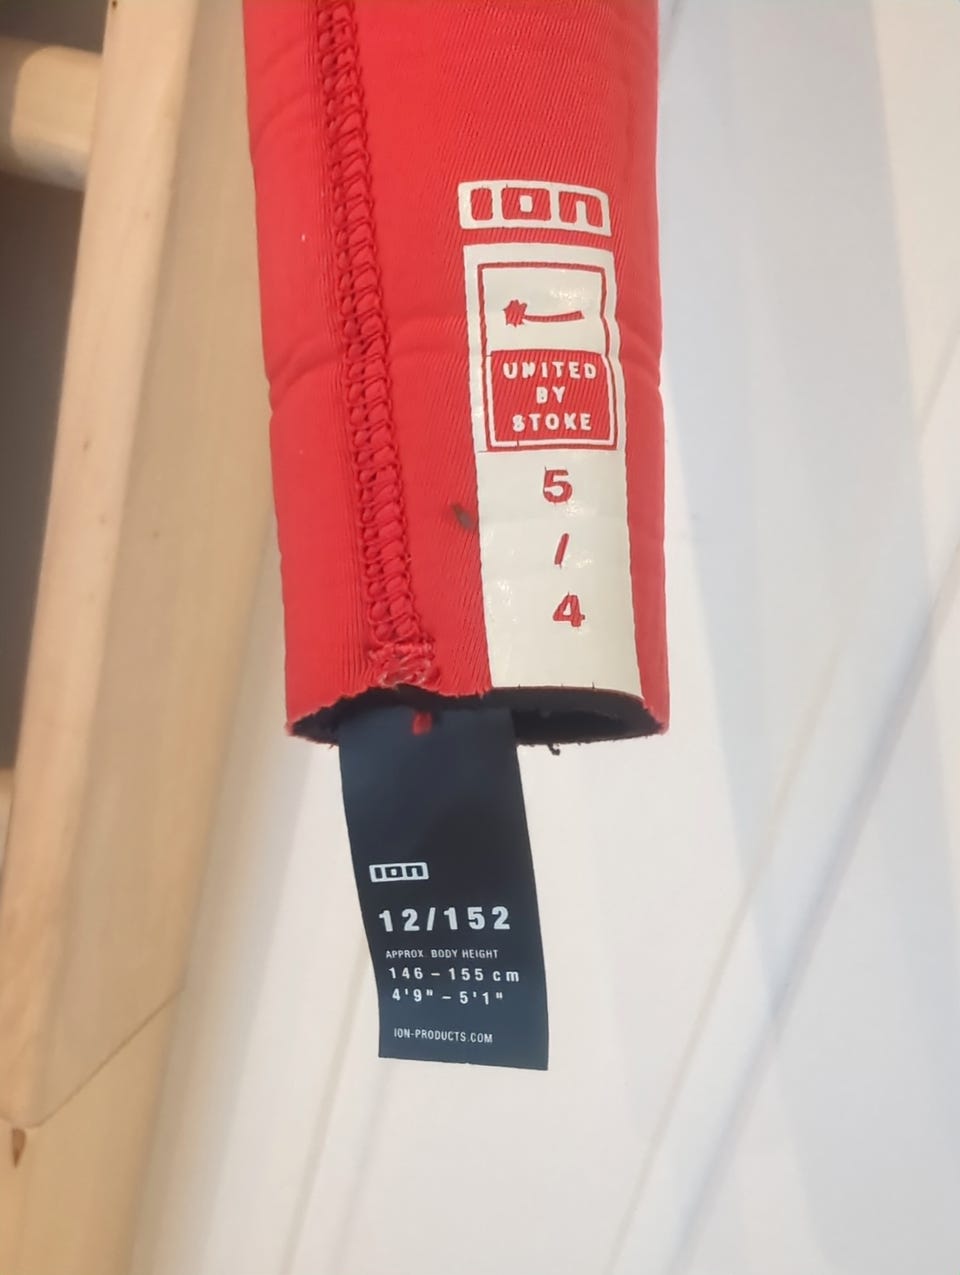 ION
UNITED
BY
STOKE
5
/
4
ION
12/152
APPROX. BODY HEIGHT
146 - 155 cm
4'9" - 5'1"
ION-PRODUCTS.COM